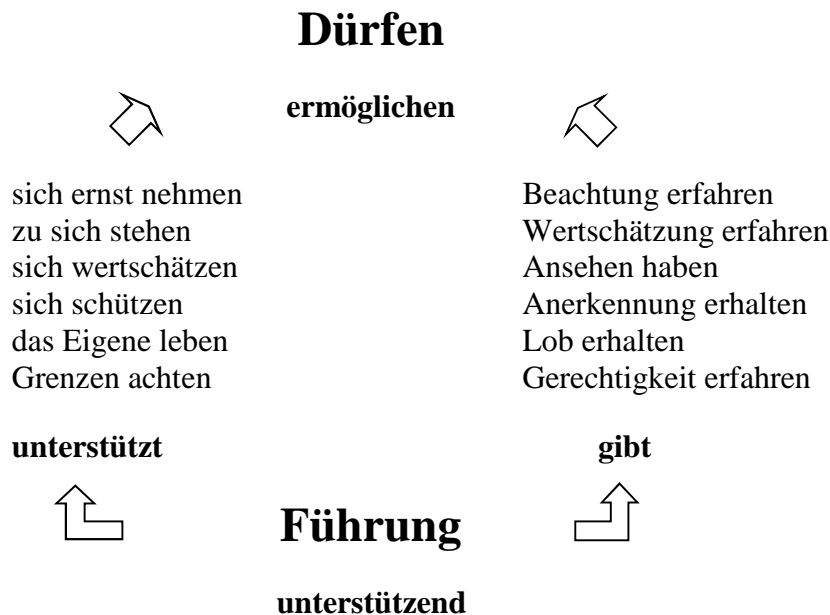 Dürfen
ermöglichen
sich ernst nehmen
zu sich stehen
sich wertschätzen
sich schützen
das Eigene leben
Grenzen achten
Beachtung erfahren
Wertschätzung erfahren
Ansehen haben
Anerkennung erhalten
Lob erhalten
Gerechtigkeit erfahren
unterstützt
gibt
Führung
unterstützend